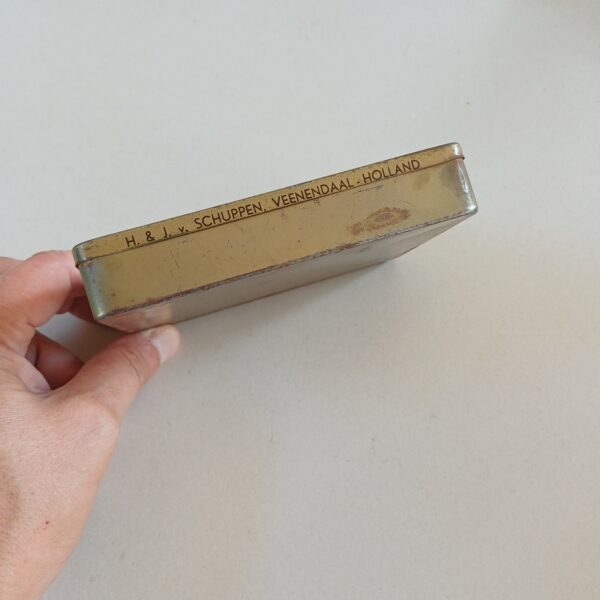 H. & J. v. SCHUPPEN, VEENENDAAL - HOLLAND